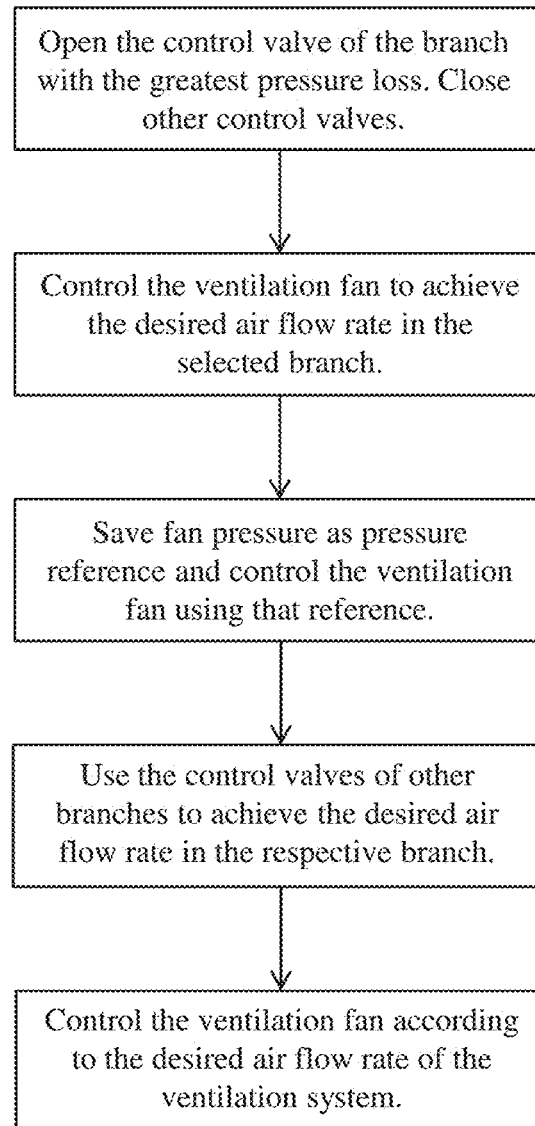 Open the control valve of the branch
with the greatest pressure loss. Close
other control valves.
Control the ventilation fan to achieve
the desired air flow rate in the
selected branch.
Save fan pressure as pressure
reference and control the ventilation
fan using that reference.
Use the control valves of other
branches to achieve the desired air
flow rate in the respective branch.
Control the ventilation fan according
to the desired air flow rate of the
ventilation system.